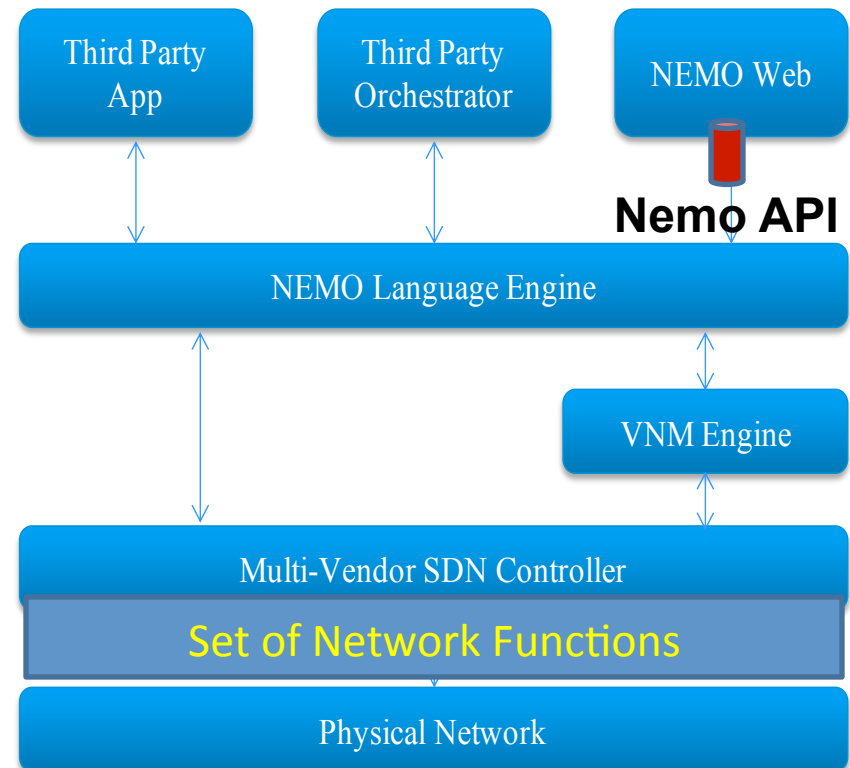 Third Party
App
Third Party
Orchestrator
NEMO Web
Nemo API
NEMO Language Engine
VNM Engine
Multi-Vendor SDN Controller
Set of Network Functions
Physical Network